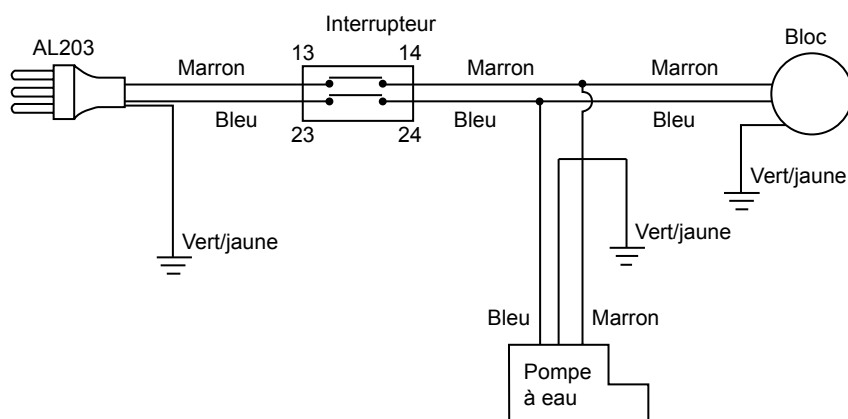 Interrupteur
Bloc
AL203
13
14
Marron
Marron
Marron
Bleu
Bleu
Bleu
23
24
Vert/jaune
Vert/jaune
Vert/jaune
Bleu
Marron
Pompe
à eau